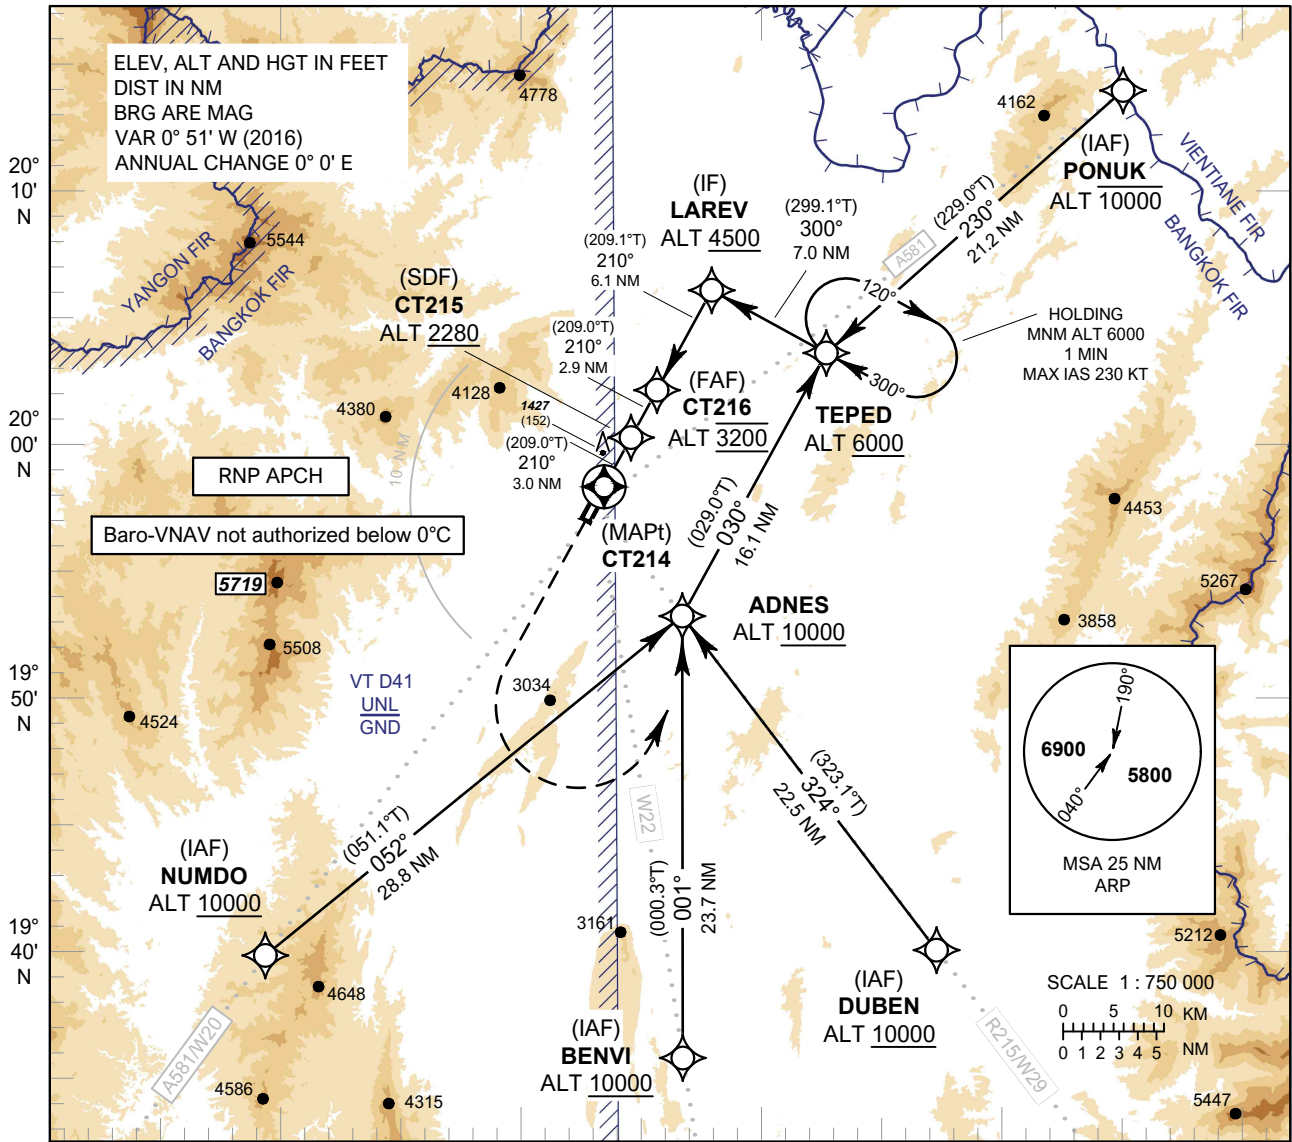 ELEV, ALT AND HGT IN FEET
DIST IN NM
BRG ARE MAG
VAR 0° 51' W (2016)
ANNUAL CHANGE 0° 0' E
4778
4162
(IAF)
PONUK
ALT 10000
VIENTIANE FIR
BANGKOK FIR
20°
10'
N
(IF)
LAREV
ALT 4500
(299.1°T)
300°
7.0 NM
(229.0°T)
230°
21.2 NM
A581
5544
YANGON FIR
BANGKOK FIR
(209.1°T)
210°
6.1 NM
(SDF)
CT215
ALT 2280
120°
300°
HOLDING
MNM ALT 6000
1 MIN
MAX IAS 230 KT
(209.0°T)
210°
2.9 NM
4128
4380
1427
(152)
(FAF)
CT216
ALT 3200
TEPED
ALT 6000
20°
00'
N
(209.0°T)
210°
3.0 NM
10 NM
RNP APCH
4453
Baro-VNAV not authorized below 0°C
(MAPt)
CT214
(029.0°T)
030°
16.1 NM
5719
5267
ADNES
ALT 10000
3858
5508
19°
50'
N
VT D41
UNL
GND
3034
4524
190°
6900
5800
040°
MSA 25 NM
ARP
(323.1°T)
324°
22.5 NM
W22
(IAF)
NUMDO
ALT 10000
(051.1°T)
052°
28.8 NM
(000.3°T)
001°
23.7 NM
3161
19°
40'
N
5212
4648
(IAF)
DUBEN
ALT 10000
SCALE 1 : 750 000
0 5 10 KM
0 1 2 3 4 5 NM
(IAF)
BENVI
ALT 10000
A581/W20
R215/W29
4586
4315
5447